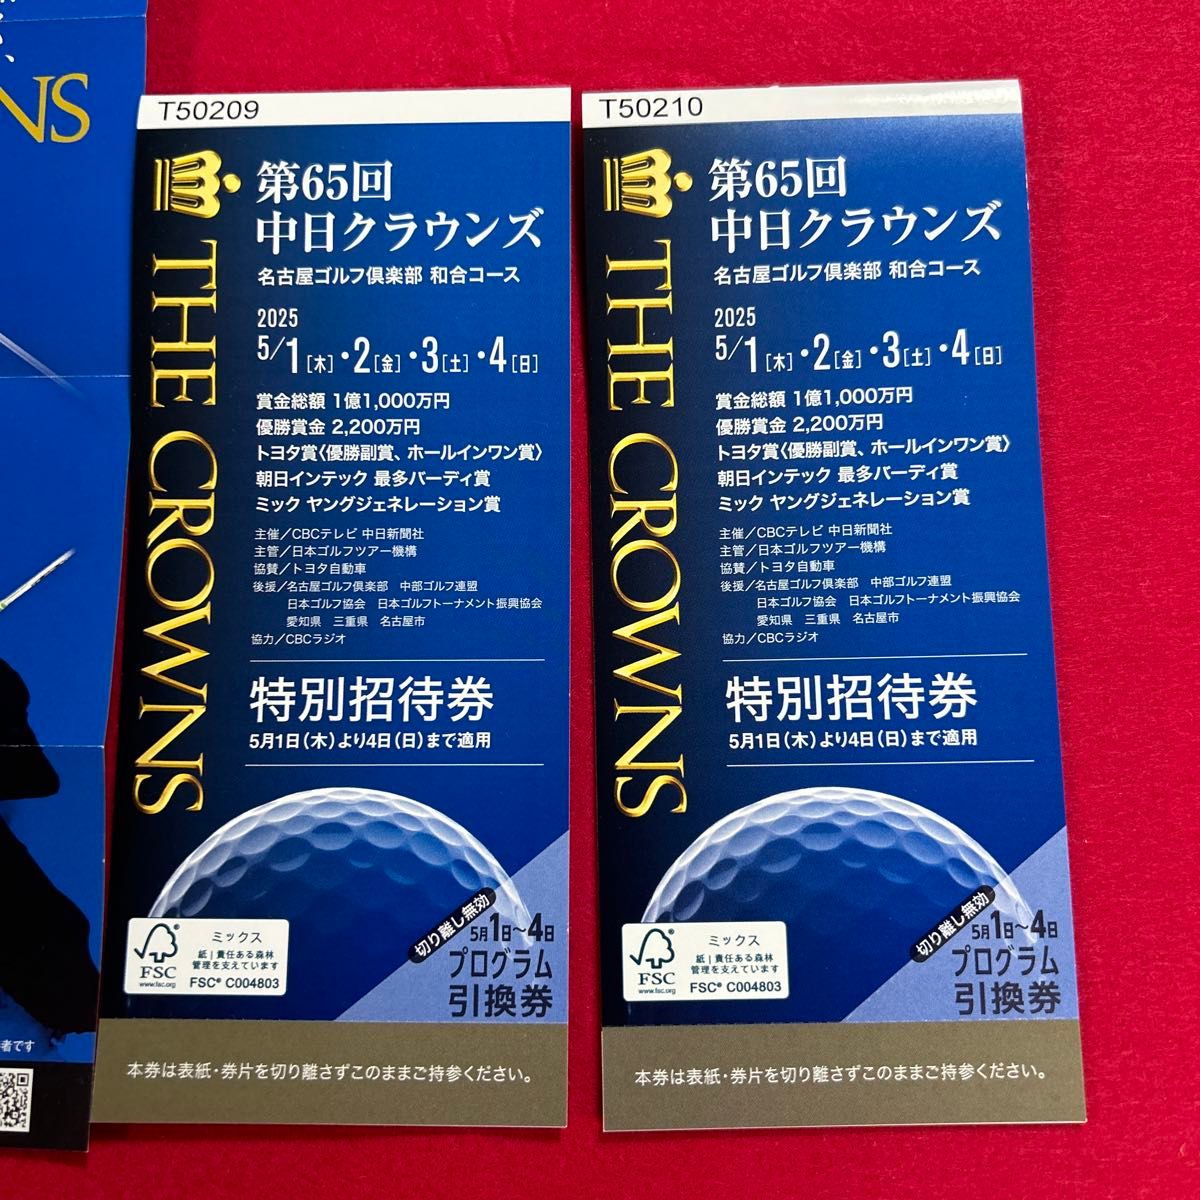 NS
者です
T50209
THE CROWNS
第65回
中日クラウンズ
名古屋ゴルフ倶楽部 和合コース
2025
5/1[木]・2[金]・3[土]・4[日]
賞金総額 1億1,000万円
優勝賞金 2,200万円
トヨタ賞〈優勝副賞、ホールインワン賞〉
朝日インテック 最多バーディ賞
ミック ヤングジェネレーション賞
主催／CBCテレビ 中日新聞社
主管／日本ゴルフツアー機構
協賛／トヨタ自動車
後援／名古屋ゴルフ倶楽部 中部ゴルフ連盟
日本ゴルフ協会 日本ゴルフトーナメント振興協会
愛知県 三重県 名古屋市
協力／CBCラジオ
特別招待券
5月1日(木)より4日(日)まで適用
切り離し無効
5月1日〜4日
プログラム
引換券
FSC
www.fsc.org
ミックス
紙｜責任ある森林
管理を支えています
FSC® C004803
本券は表紙・券片を切り離さずこのままご持参ください。
T50210
THE CROWNS
第65回
中日クラウンズ
名古屋ゴルフ倶楽部 和合コース
2025
5/1[木]・2[金]・3[土]・4[日]
賞金総額 1億1,000万円
優勝賞金 2,200万円
トヨタ賞〈優勝副賞、ホールインワン賞〉
朝日インテック 最多バーディ賞
ミック ヤングジェネレーション賞
主催／CBCテレビ 中日新聞社
主管／日本ゴルフツアー機構
協賛／トヨタ自動車
後援／名古屋ゴルフ倶楽部 中部ゴルフ連盟
日本ゴルフ協会 日本ゴルフトーナメント振興協会
愛知県 三重県 名古屋市
協力／CBCラジオ
特別招待券
5月1日(木)より4日(日)まで適用
切り離し無効
5月1日〜4日
プログラム
引換券
FSC
www.fsc.org
ミックス
紙｜責任ある森林
管理を支えています
FSC® C004803
本券は表紙・券片を切り離さずこのままご持参ください。